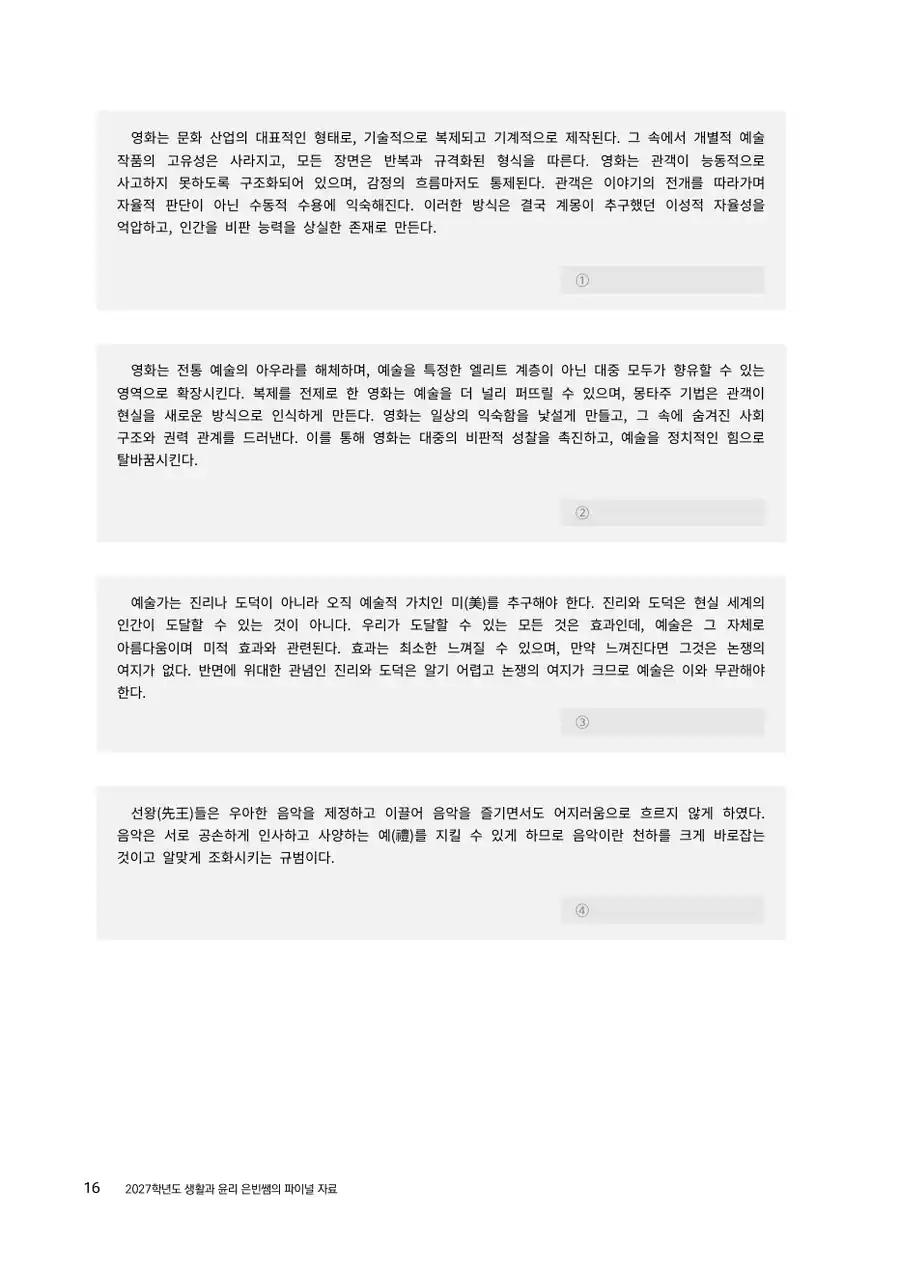 영화는 문화 산업의 대표적인 형태로, 기술적으로 복제되고 기계적으로 제작된다. 그 속에서 개별적 예술
작품의 고유성은 사라지고, 모든 장면은 반복과 규격화된 형식을 따른다. 영화는 관객이 능동적으로
사고하지 못하도록 구조화되어 있으며, 감정의 흐름마저도 통제된다. 관객은 이야기의 전개를 따라가며
자율적 판단이 아닌 수동적 수용에 익숙해진다. 이러한 방식은 결국 계몽이 추구했던 이성적 자율성을
억압하고, 인간을 비판 능력을 상실한 존재로 만든다.
①
영화는 전통 예술의 아우라를 해체하며, 예술을 특정한 엘리트 계층이 아닌 대중 모두가 향유할 수 있는
영역으로 확장시킨다. 복제를 전제로 한 영화는 예술을 더 널리 퍼뜨릴 수 있으며, 몽타주 기법은 관객이
현실을 새로운 방식으로 인식하게 만든다. 영화는 일상의 익숙함을 낯설게 만들고, 그 속에 숨겨진 사회
구조와 권력 관계를 드러낸다. 이를 통해 영화는 대중의 비판적 성찰을 촉진하고, 예술을 정치적인 힘으로
탈바꿈시킨다.
②
예술가는 진리나 도덕이 아니라 오직 예술적 가치인 미(美)를 추구해야 한다. 진리와 도덕은 현실 세계의
인간이 도달할 수 있는 것이 아니다. 우리가 도달할 수 있는 모든 것은 효과인데, 예술은 그 자체로
아름다움이며 미적 효과와 관련된다. 효과는 최소한 느껴질 수 있으며, 만약 느껴진다면 그것은 논쟁의
여지가 없다. 반면에 위대한 관념인 진리와 도덕은 알기 어렵고 논쟁의 여지가 크므로 예술은 이와 무관해야
한다.
③
선왕(先王)들은 우아한 음악을 제정하고 이끌어 음악을 즐기면서도 어지러움으로 흐르지 않게 하였다.
음악은 서로 공손하게 인사하고 사양하는 예(禮)를 지킬 수 있게 하므로 음악이란 천하를 크게 바로잡는
것이고 알맞게 조화시키는 규범이다.
④
16 2027학년도 생활과 윤리 은빈쌤의 파이널 자료